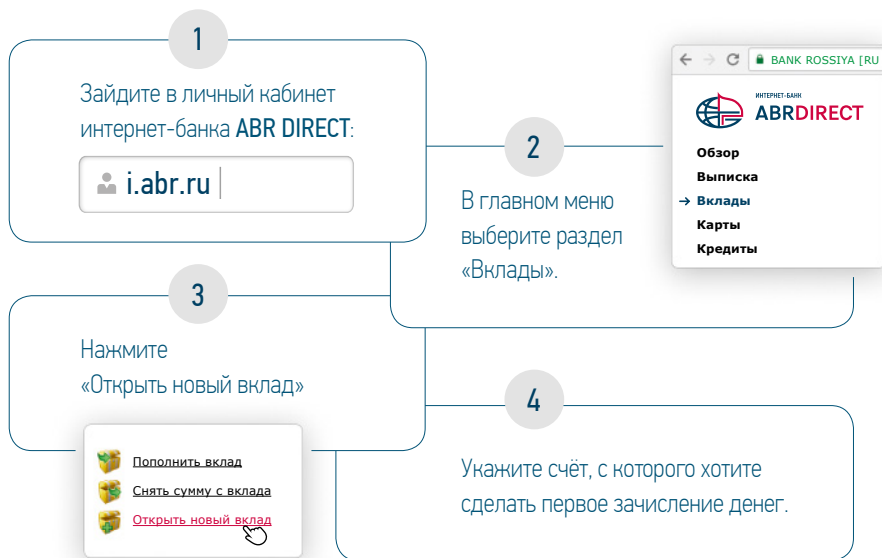 1
Зайдите в личный кабинет
интернет-банка ABR DIRECT:
i.abr.ru
2
В главном меню
выберите раздел
«Вклады».
BANK ROSSIYA [RU
ИНТЕРНЕТ-БАНК
ABRDIRECT
Обзор
Выписка
Вклады
Карты
Кредиты
3
Нажмите
«Открыть новый вклад»
Пополнить вклад
Снять сумму с вклада
Открыть новый вклад
4
Укажите счёт, с которого хотите
сделать первое зачисление денег.